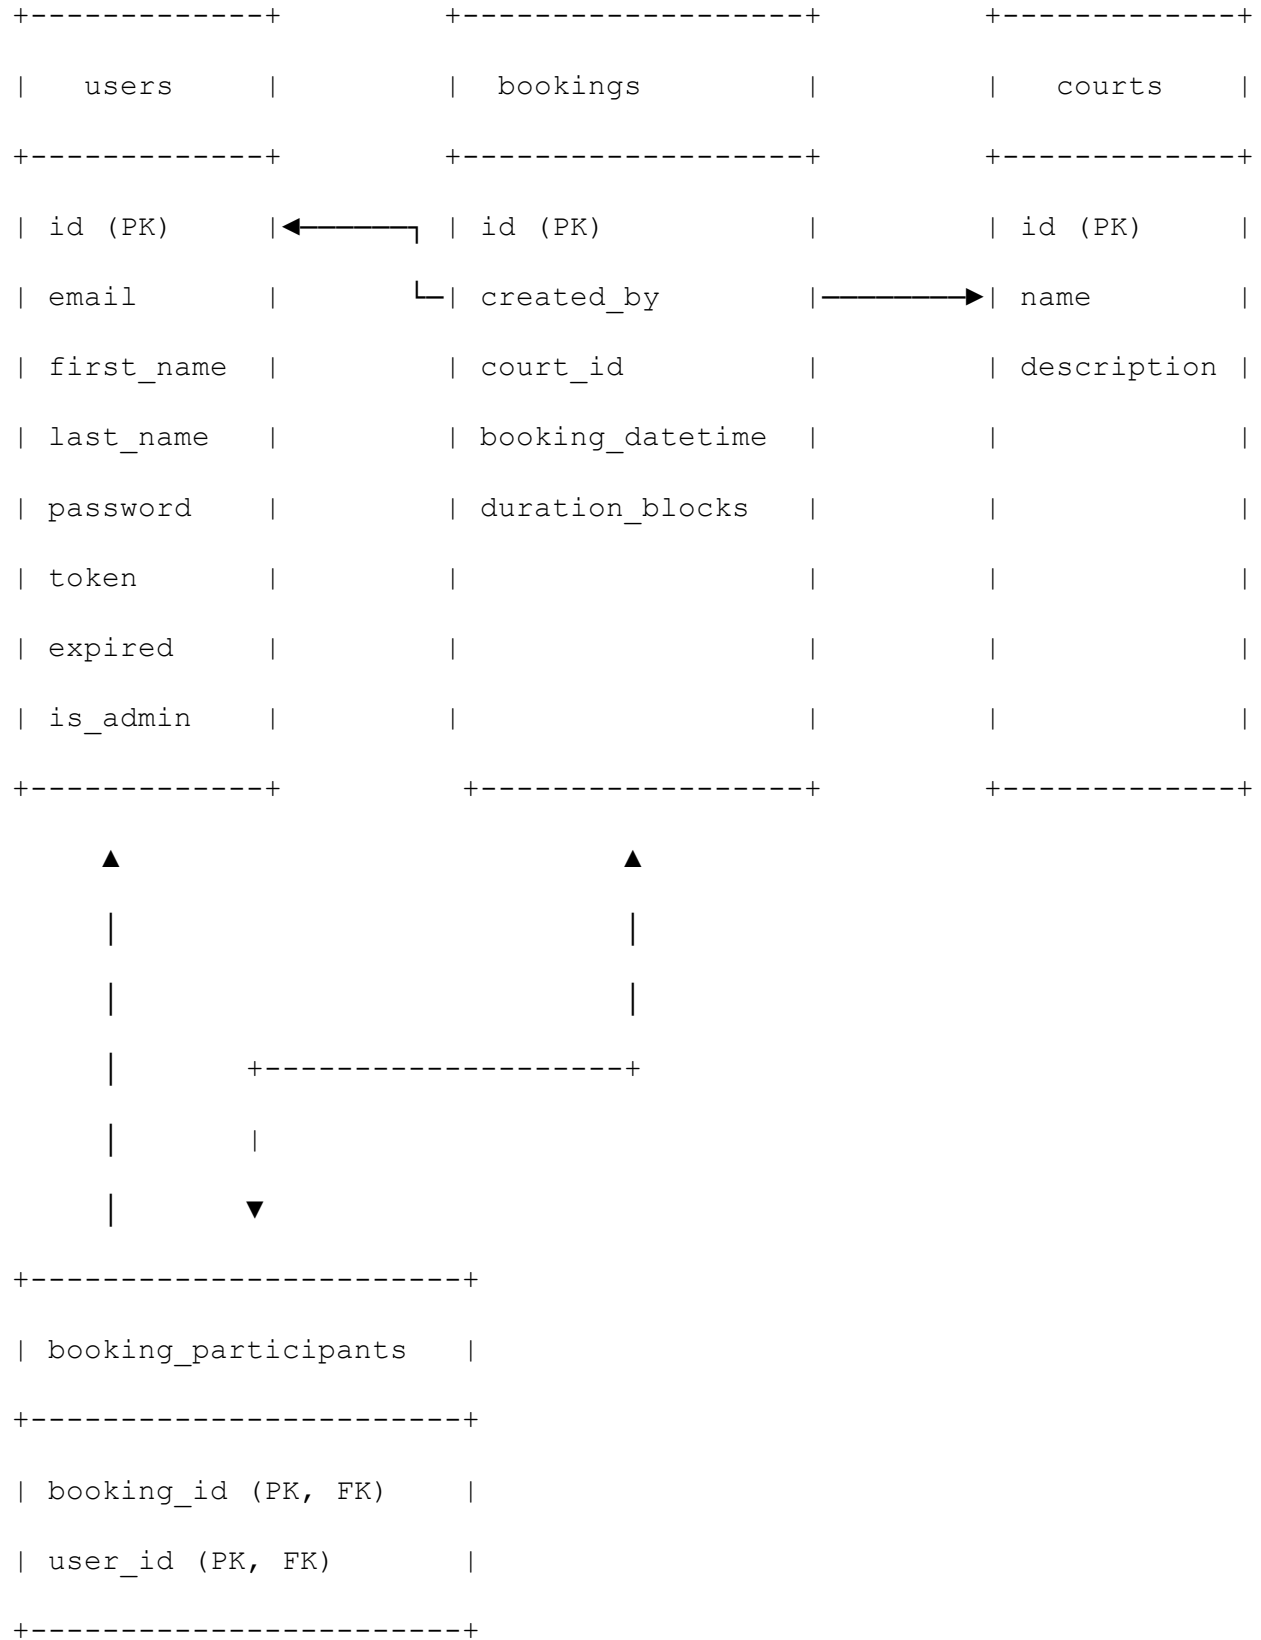 +-------------+ +-------------------+ +-------------+
| users | | bookings | | courts |
+-------------+ +-------------------+ +-------------+
| id (PK) |◄──────┐ | id (PK) | | id (PK) |
| email | └─| created_by |────────►| name |
| first_name | | court_id | | description |
| last_name | | booking_datetime | | |
| password | | duration_blocks | | |
| token | | | | |
| expired | | | | |
| is_admin | | | | |
+-------------+ +------------------+ +-------------+
▲ ▲
│ │
│ │
│ +--------------------+
│ |
│ ▼
+------------------------+
| booking_participants |
+------------------------+
| booking_id (PK, FK) |
| user_id (PK, FK) |
+------------------------+